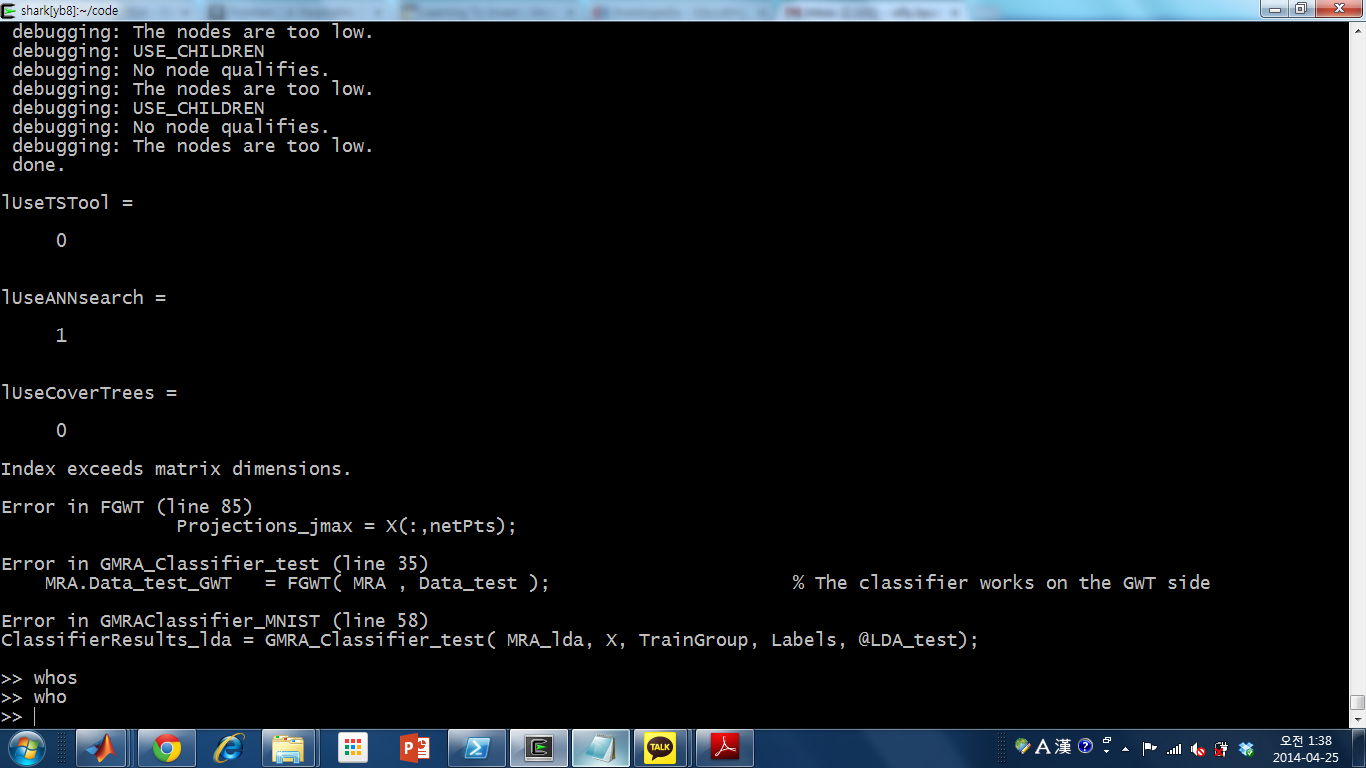 shark[yb8]:~/code
debugging: The nodes are too low.
debugging: USE_CHILDREN
debugging: No node qualifies.
debugging: The nodes are too low.
debugging: USE_CHILDREN
debugging: No node qualifies.
debugging: The nodes are too low.
done.
lUseTSTool =
0
lUseANNsearch =
1
lUseCoverTrees =
0
Index exceeds matrix dimensions.
Error in FGWT (line 85)
Projections_jmax = X(:,netPts);
Error in GMRA_Classifier_test (line 35)
MRA.Data_test_GWT   = FGWT( MRA , Data_test );                      % The classifier works on the GWT side
Error in GMRAClassifier_MNIST (line 58)
ClassifierResults_lda = GMRA_Classifier_test( MRA_lda, X, TrainGroup, Labels, @LDA_test);
>> whos
>> who
>>
TALK
A 漢 ?
오전 1:38
2014-04-25